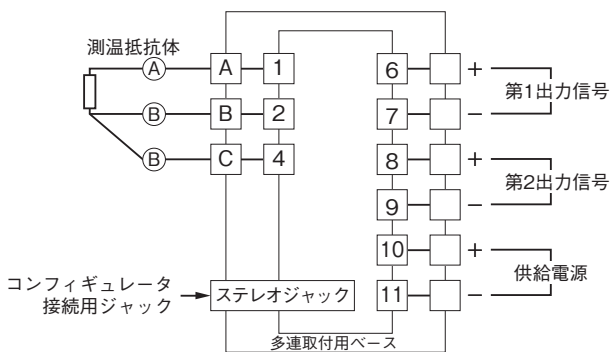 測温抵抗体
A A 1
B B 2
B C 4
6 +
第1出力信号
7 −
8 +
第2出力信号
9 −
10 +
供給電源
11 −
コンフィギュレータ
接続用ジャック
ステレオジャック
多連取付用ベース